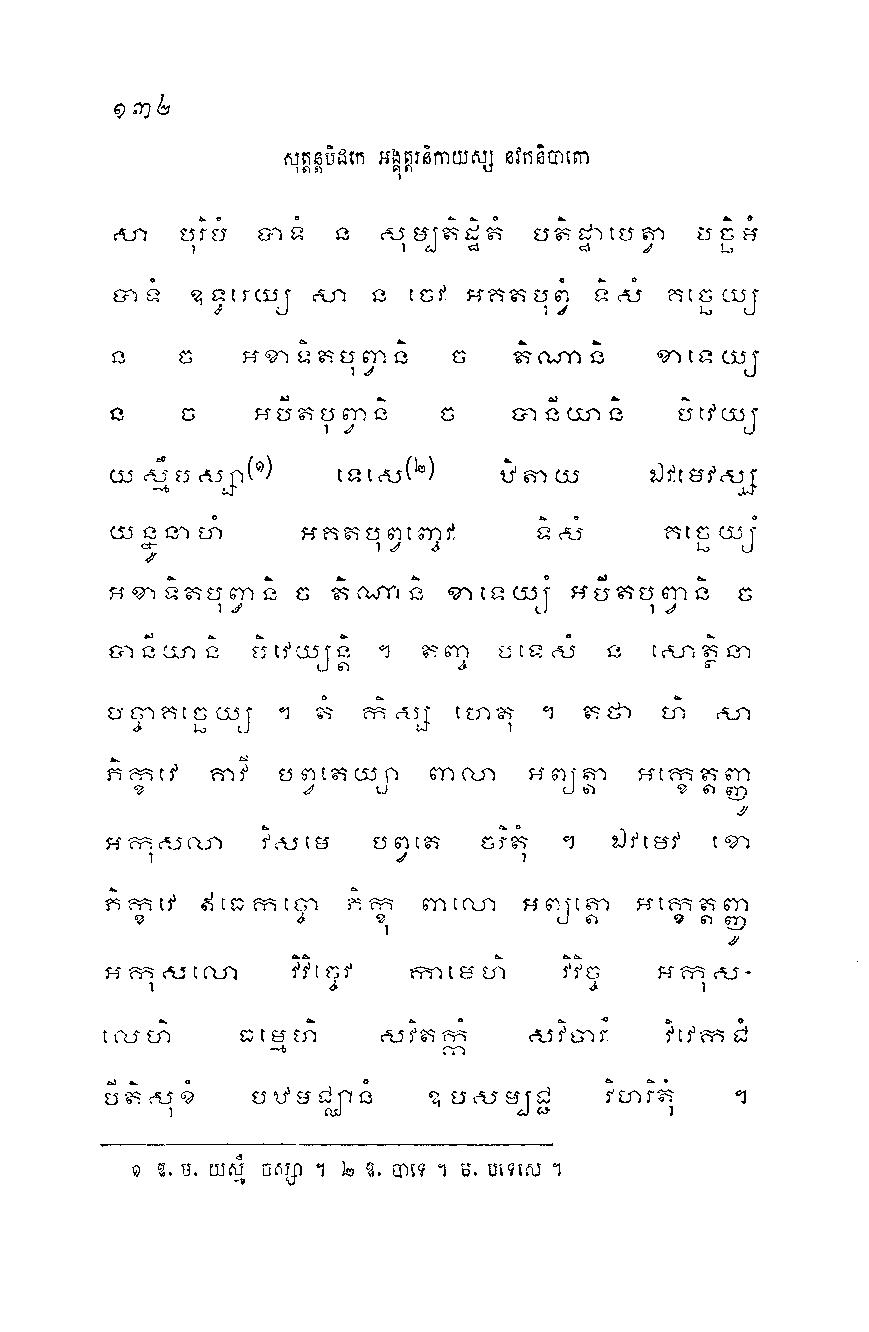 ១៣៤
សុត្តន្តបិដកេ អង្គុត្តរនិកាយស្ស នវកនិបាតោ
សា បុរិមំ បាទំ ន សុប្បតិដ្ឋិតំ បតិដ្ឋាបេត្វា បច្ឆិមំ
បាទំ ឧទ្ធរេយ្យ សា ន ចេវ អគតបុព្វំ ទិសំ គច្ឆេយ្យ
ន ច អខាទិតបុព្វានិ ច តិណានិ ខាទេយ្យ
ន ច អបីតបុព្វានិ ច បានីយានិ បិវេយ្យ
យស្មឹបស្សា(១) ទេសេ(២) ឋិតាយ ឯវមេវស្ស
យន្នូនាហំ អគតបុព្វញ្ចេវ ទិសំ គច្ឆេយ្យំ
អខាទិតបុព្វានិ ច តិណានិ ខាទេយ្យំ អបីតបុព្វានិ ច
បានីយានិ បិវេយ្យន្តិ ។ តញ្ច បទេសំ ន សោត្ថិនា
បច្ចាគច្ឆេយ្យ ។ តំ កិស្ស ហេតុ ។ តថា ហិ សា
ភិក្ខវេ គាវី បព្វតេយ្យា ពាលា អព្យត្តា អក្ខេត្តញ្ញូ
អកុសលា វិសមេ បព្វតេ ចរិតុំ ។ ឯវមេវ ខោ
ភិក្ខវេ ឥធេកច្ចោ ភិក្ខុ ពាលោ អព្យត្តោ អក្ខេត្តញ្ញូ
អកុសលោ វិវិច្ចេវ កាមេហិ វិវិច្ច អកុស-
លេហិ ធម្មេហិ សវិតក្កំ សវិចារំ វិវេកជំ
បីតិសុខំ បឋមជ្ឈានំ ឧបសម្បជ្ជ វិហរិតុំ ។
១ ឱ. ម. យស្មឹ ចស្សា ។ ២ ឱ. បាទេ ។ ម. បទេសេ ។